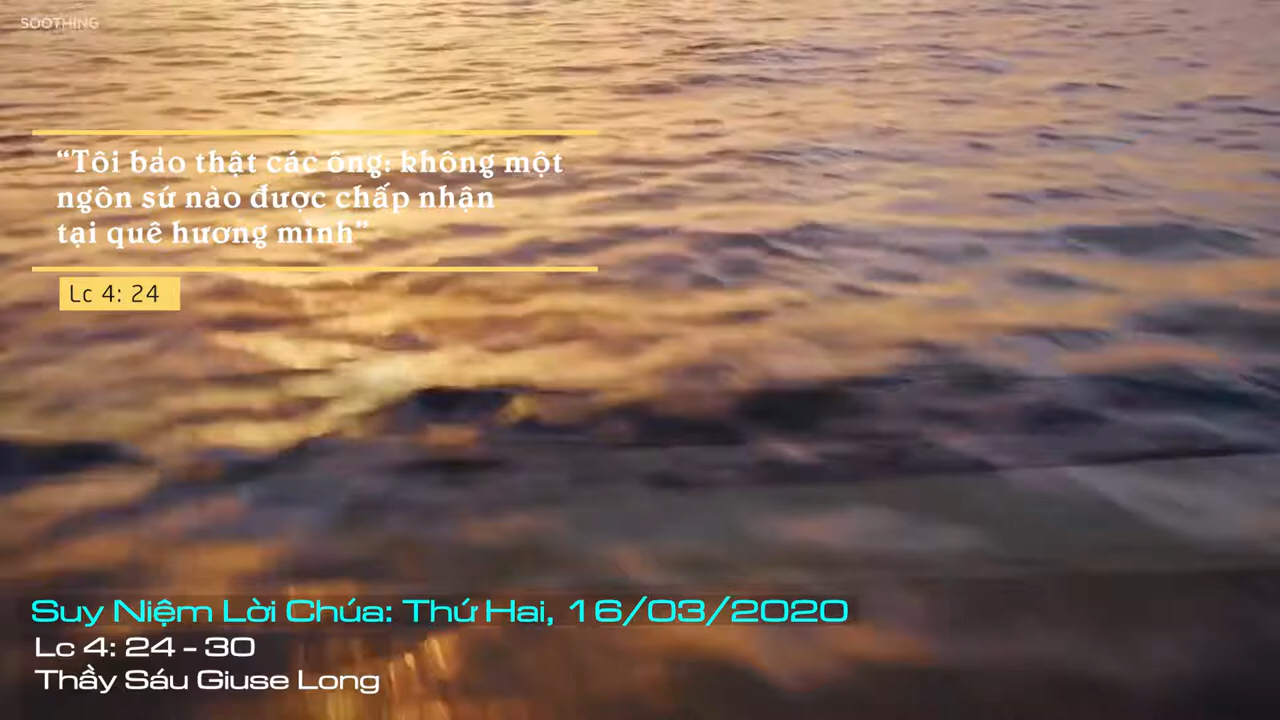 SOOTHING
“Tôi bảo thật các ông: không một
ngôn sứ nào được chấp nhận
tại quê hương mình”
Lc 4: 24
Suy Niệm Lời Chúa: Thứ Hai, 16/03/2020
Lc 4: 24 - 30
Thầy Sáu Giuse Long